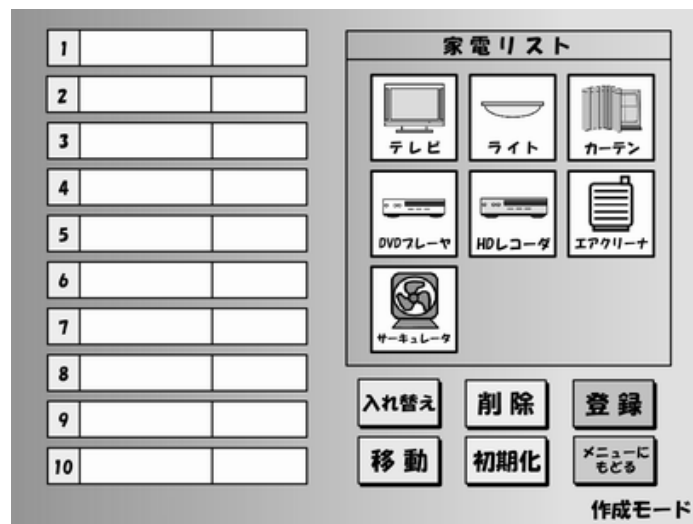 1
2
3
4
5
6
7
8
9
10
家電リスト
テレビ
ライト
カーテン
DVDプレーヤ
HDレコーダ
エアクリーナ
サーキュレータ
入れ替え
削除
登録
移動
初期化
メニューに
もどる
作成モード